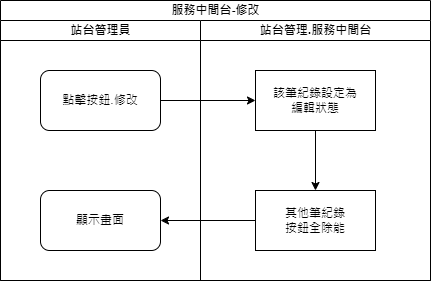 服務中間台-修改
站台管理員
站台管理.服務中間台
點擊按鈕.修改
該筆紀錄設定為
編輯狀態
顯示畫面
其他筆紀錄
按鈕全除能